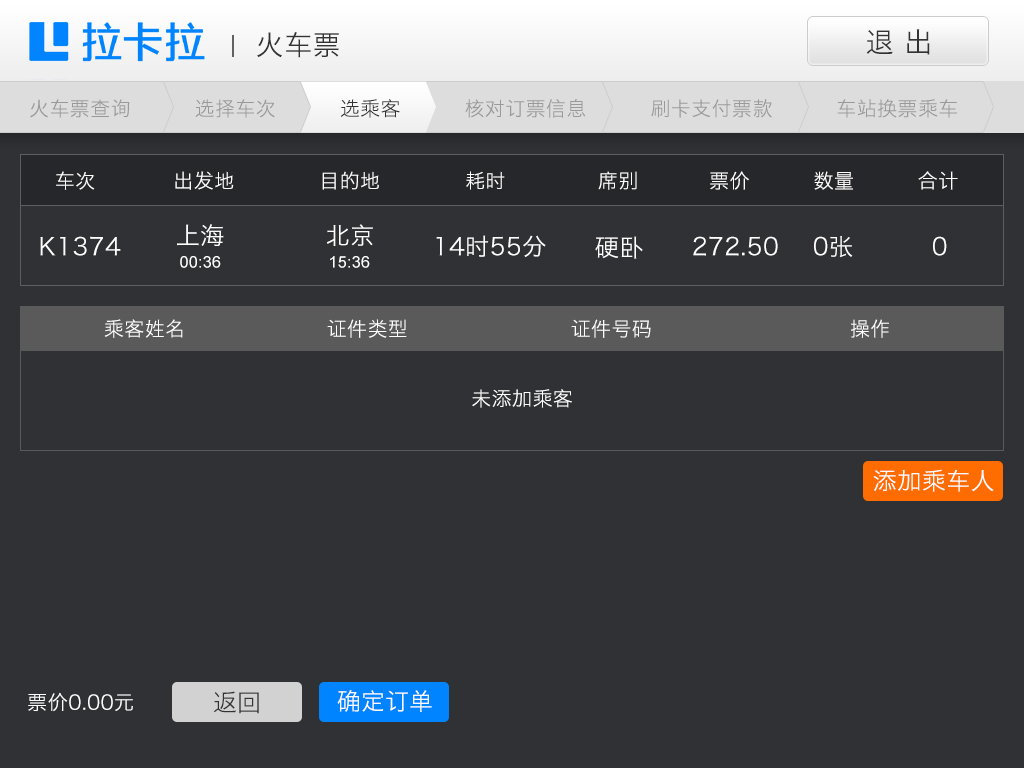 拉卡拉 | 火车票
退 出
火车票查询 选择车次 选乘客 核对订票信息 刷卡支付票款 车站换票乘车
车次 出发地 目的地 耗时 席别 票价 数量 合计
K1374 上海 北京 14时55分 硬卧 272.50 0张 0
00:36 15:36
乘客姓名 证件类型 证件号码 操作
未添加乘客
添加乘车人
票价0.00元 返回 确定订单